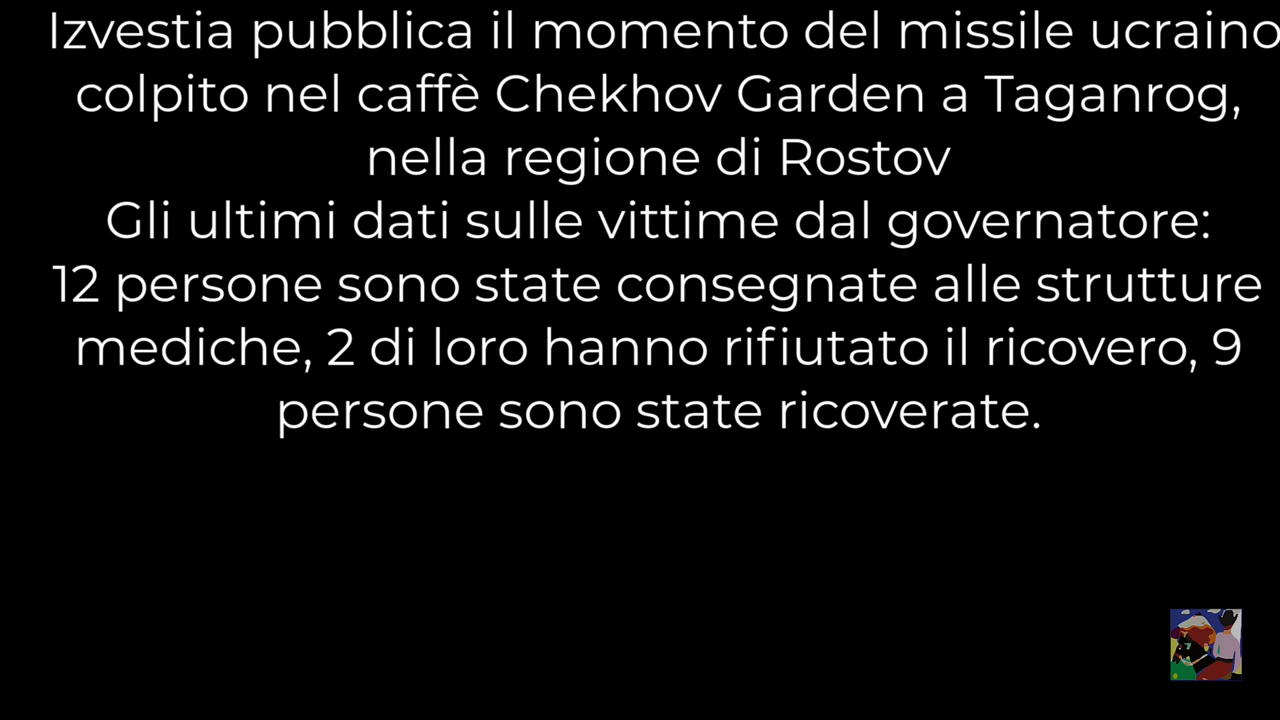 Izvestia pubblica il momento del missile ucraino
colpito nel caffè Chekhov Garden a Taganrog,
nella regione di Rostov
Gli ultimi dati sulle vittime dal governatore:
12 persone sono state consegnate alle strutture
mediche, 2 di loro hanno rifiutato il ricovero, 9
persone sono state ricoverate.